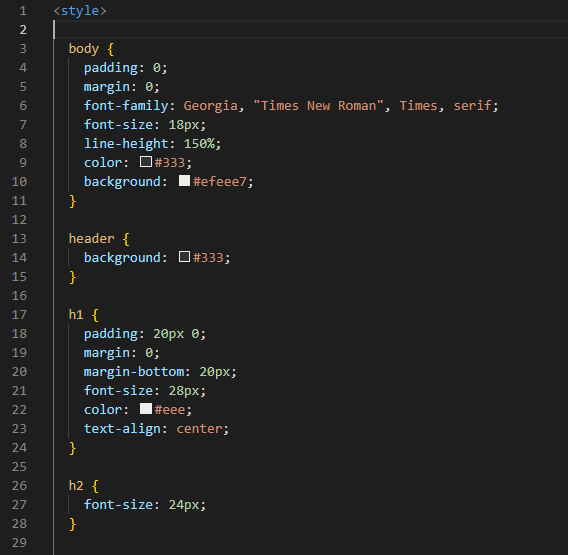 1 <style>
2
3 body {
4 padding: 0;
5 margin: 0;
6 font-family: Georgia, "Times New Roman", Times, serif;
7 font-size: 18px;
8 line-height: 150%;
9 color: #333;
10 background: #efeee7;
11 }
12
13 header {
14 background: #333;
15 }
16
17 h1 {
18 padding: 20px 0;
19 margin: 0;
20 margin-bottom: 20px;
21 font-size: 28px;
22 color: #eee;
23 text-align: center;
24 }
25
26 h2 {
27 font-size: 24px;
28 }
29